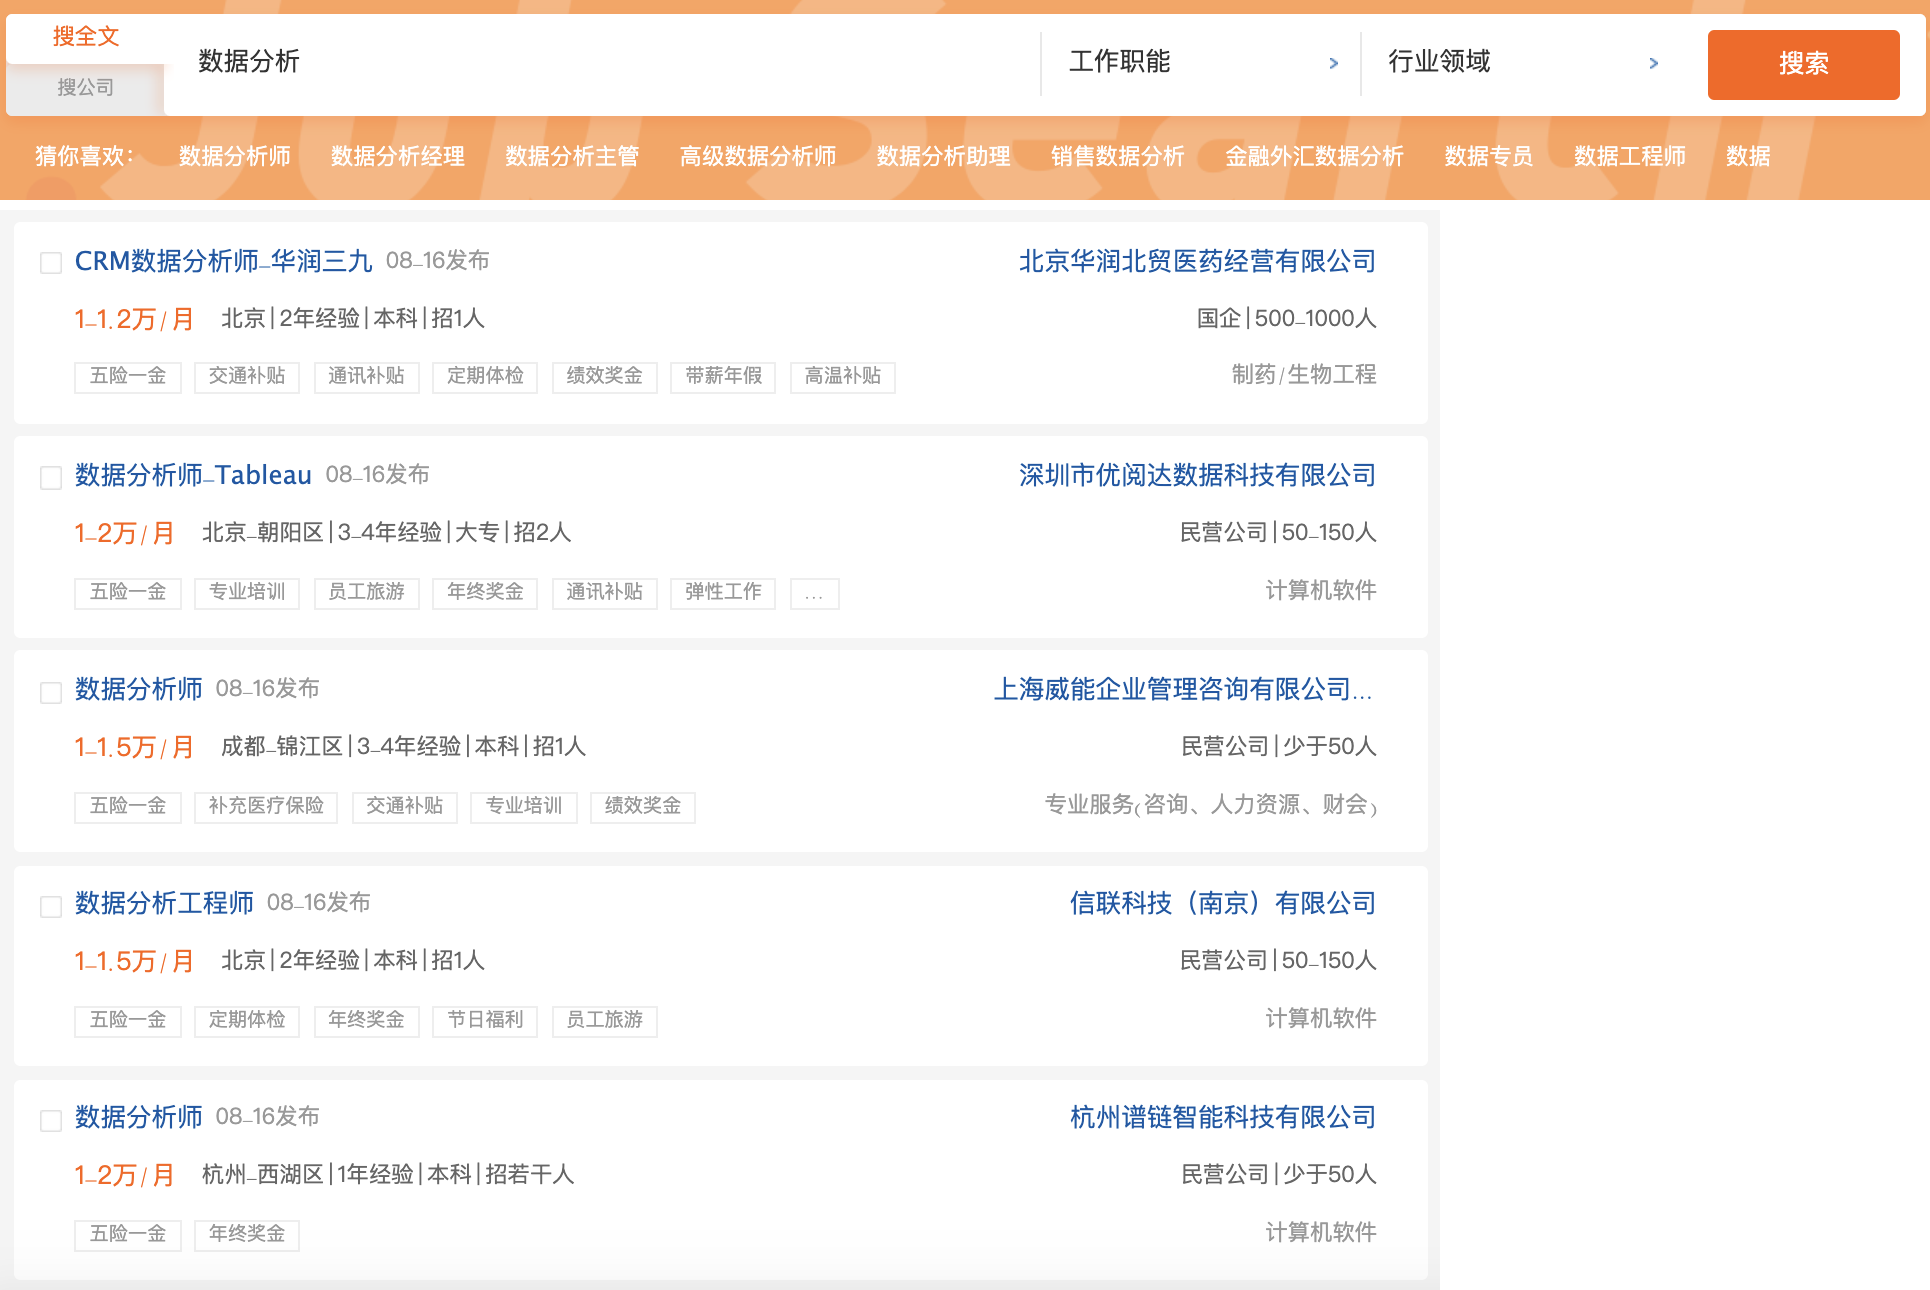 搜全文
搜公司
数据分析
工作职能 >
行业领域 >
搜索
猜你喜欢： 数据分析师 数据分析经理 数据分析主管 高级数据分析师 数据分析助理 销售数据分析 金融外汇数据分析 数据专员 数据工程师 数据
CRM数据分析师-华润三九 08-16发布 北京华润北贸医药经营有限公司
1-1.2万/月 北京|2年经验|本科|招1人 国企|500-1000人
五险一金 交通补贴 通讯补贴 定期体检 绩效奖金 带薪年假 高温补贴 制药/生物工程
数据分析师-Tableau 08-16发布 深圳市优阅达数据科技有限公司
1-2万/月 北京-朝阳区|3-4年经验|大专|招2人 民营公司|50-150人
五险一金 专业培训 员工旅游 年终奖金 通讯补贴 弹性工作 ... 计算机软件
数据分析师 08-16发布 上海威能企业管理咨询有限公司...
1-1.5万/月 成都-锦江区|3-4年经验|本科|招1人 民营公司|少于50人
五险一金 补充医疗保险 交通补贴 专业培训 绩效奖金 专业服务(咨询、人力资源、财会)
数据分析工程师 08-16发布 信联科技（南京）有限公司
1-1.5万/月 北京|2年经验|本科|招1人 民营公司|50-150人
五险一金 定期体检 年终奖金 节日福利 员工旅游 计算机软件
数据分析师 08-16发布 杭州谱链智能科技有限公司
1-2万/月 杭州-西湖区|1年经验|本科|招若干人 民营公司|少于50人
五险一金 年终奖金 计算机软件